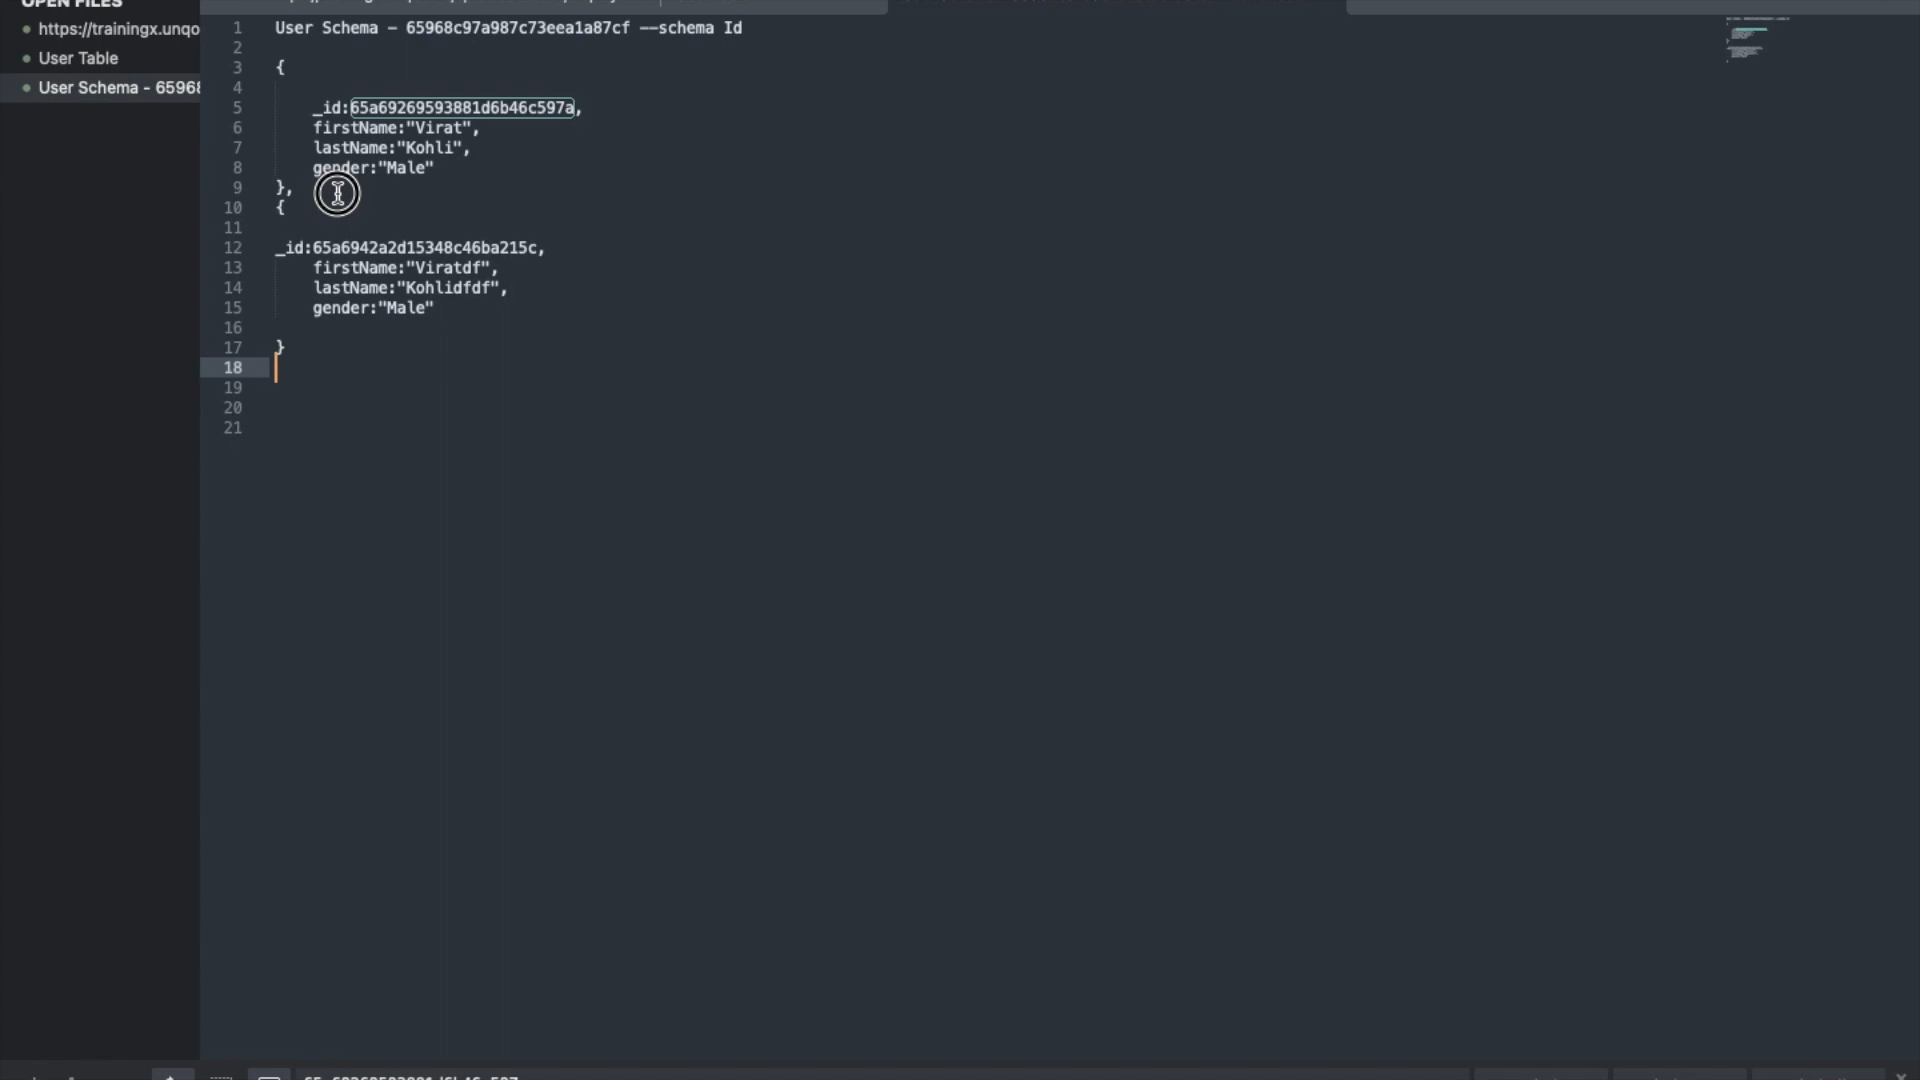 OPEN FILES
https://trainingx.unqo
User Table
User Schema - 65968
1 User Schema - 65968c97a987c73eea1a87cf --schema Id
2
3 {
4
5 _id:65a69269593881d6b46c597a,
6 firstName:"Virat",
7 lastName:"Kohli",
8 gender:"Male"
9 },
10 {
11
12 _id:65a6942a2d15348c46ba215c,
13 firstName:"Viratdf",
14 lastName:"Kohlidfdf",
15 gender:"Male"
16
17 }
18
19
20
21